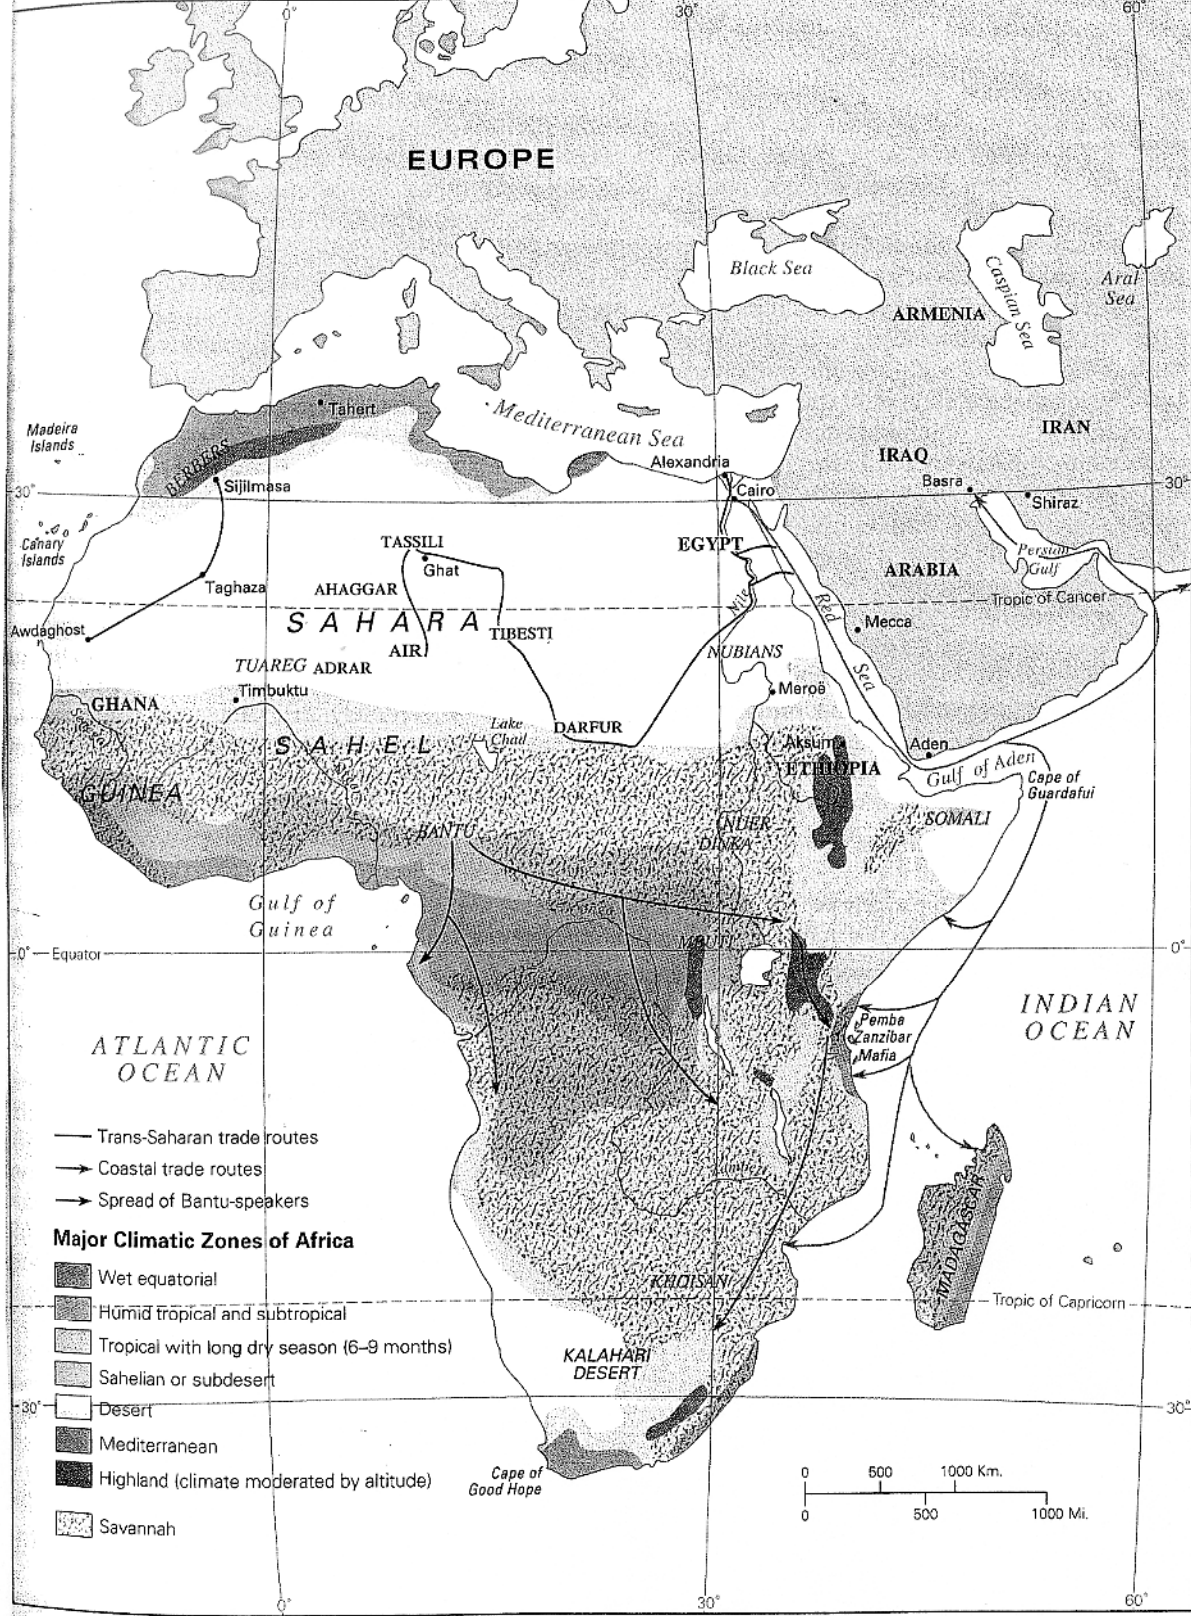 0°
30°
60°
EUROPE
Black Sea
Caspian Sea
Aral
Sea
ARMENIA
Tahert
Mediterranean Sea
IRAN
Madeira
Islands
BERBERS
Alexandria
IRAQ
Sijilmasa
Basra
Cairo
Shiraz
30°
30°
Canary
Islands
TASSILI
EGYPT
Persian
Gulf
Ghat
ARABIA
Taghaza
AHAGGAR
Nile
Red
Sea
Tropic of Cancer
SAHARA
Mecca
Awdaghost
TIBESTI
AIR
NUBIANS
TUAREG
ADRAR
Timbuktu
Meroë
GHANA
DARFUR
Lake
Chad
SAHEL
Aksum
Aden
ETHIOPIA
Gulf of Aden
Cape of
Guardafui
GUINEA
SOMALI
BANTU
NUER
DINKA
Gulf of
Guinea
MBUTI
0°
Equator
0°
INDIAN
OCEAN
Pemba
Zanzibar
Mafia
ATLANTIC
OCEAN
Trans-Saharan trade routes
Coastal trade routes
Spread of Bantu-speakers
MADAGASCAR
Major Climatic Zones of Africa
Wet equatorial
KHOISAN
Humid tropical and subtropical
Tropic of Capricorn
Tropical with long dry season (6–9 months)
KALAHARI
DESERT
Sahelian or subdesert
Desert
30°
30°
Mediterranean
Highland (climate moderated by altitude)
Cape of
Good Hope
0 500 1000 Km.
0 500 1000 Mi.
Savannah
0°
30°
60°